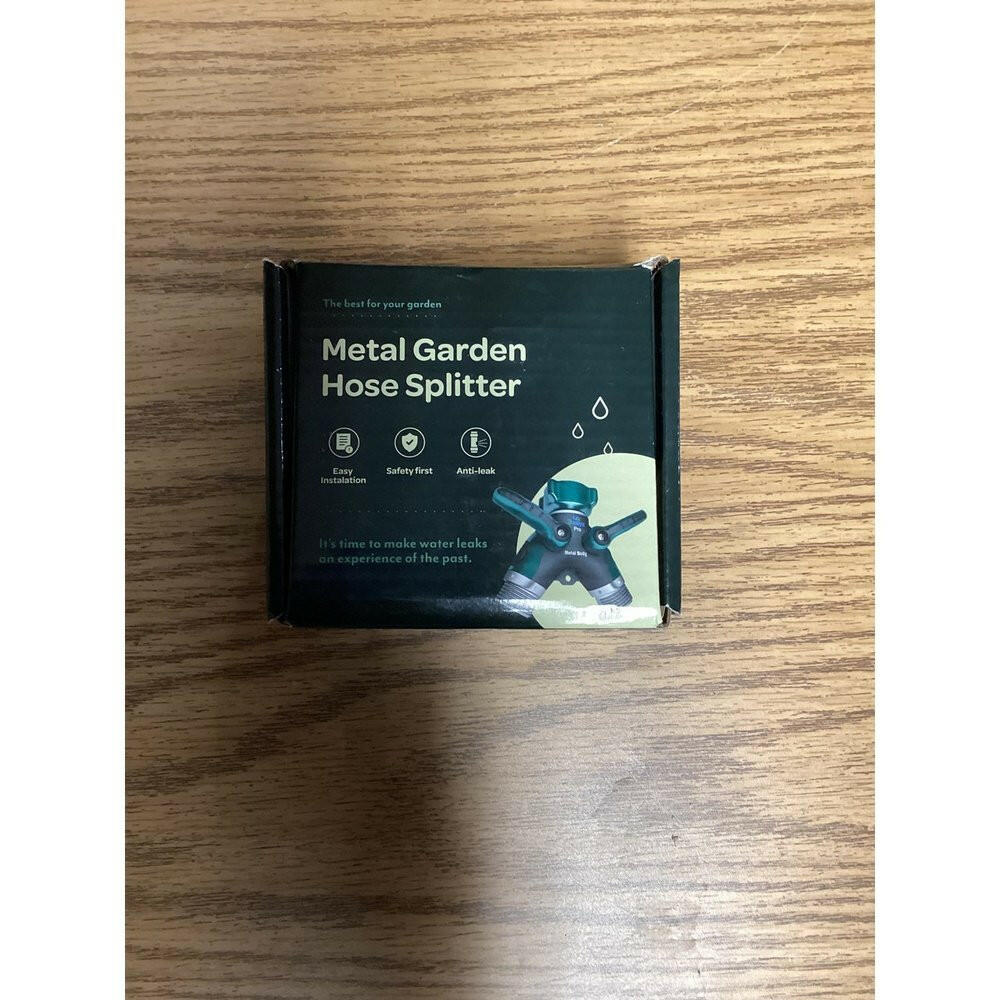 The best for your garden
Metal Garden
Hose Splitter
Easy
Instalation
Safety first
Anti-leak
It's time to make water leaks
an experience of the past.
Pro
Metal Body